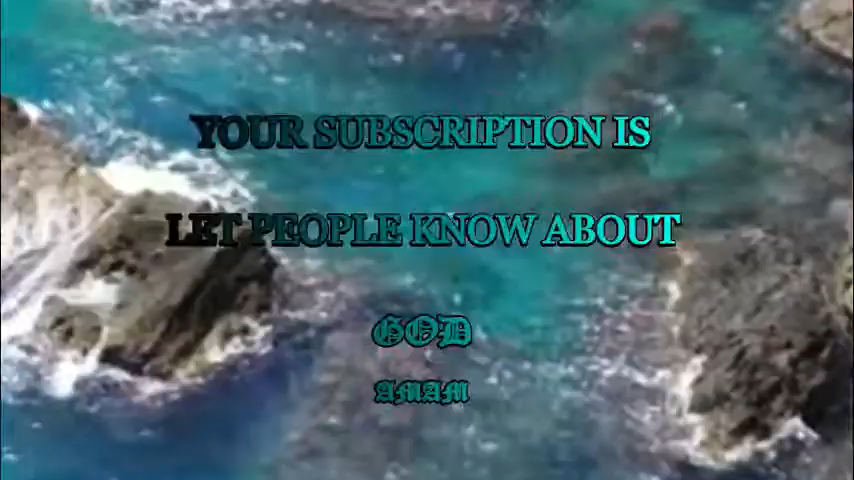 YOUR SUBSCRIPTION IS
LET PEOPLE KNOW ABOUT
GOD
AMAM